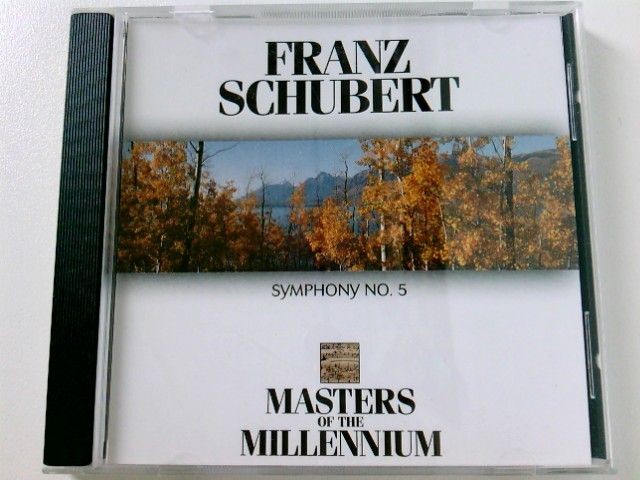 FRANZ
SCHUBERT
SYMPHONY NO. 5
MASTERS
OF THE
MILLENNIUM